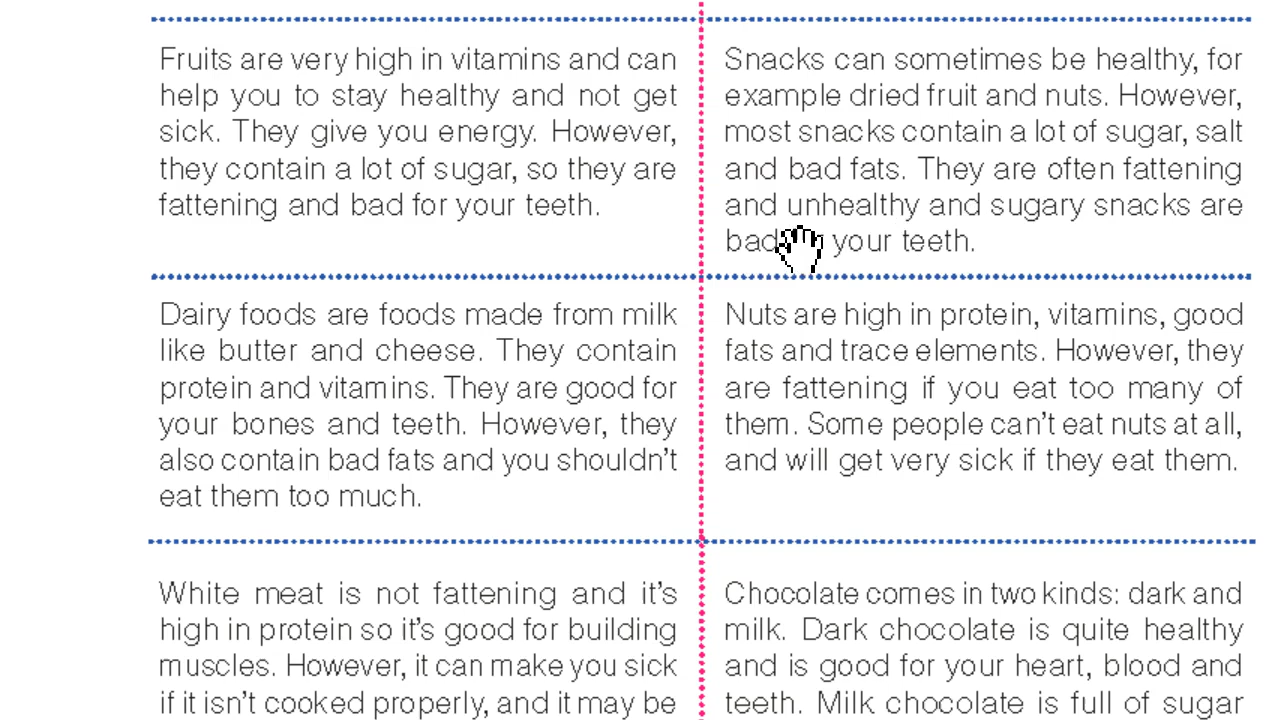 Fruits are very high in vitamins and can
help you to stay healthy and not get
sick. They give you energy. However,
they contain a lot of sugar, so they are
fattening and bad for your teeth.
Snacks can sometimes be healthy, for
example dried fruit and nuts. However,
most snacks contain a lot of sugar, salt
and bad fats. They are often fattening
and unhealthy and sugary snacks are
bad your teeth.
Dairy foods are foods made from milk
like butter and cheese. They contain
protein and vitamins. They are good for
your bones and teeth. However, they
also contain bad fats and you shouldn't
eat them too much.
Nuts are high in protein, vitamins, good
fats and trace elements. However, they
are fattening if you eat too many of
them. Some people can't eat nuts at all,
and will get very sick if they eat them.
White meat is not fattening and it's
high in protein so it's good for building
muscles. However, it can make you sick
if it isn't cooked properly, and it may be
Chocolate comes in two kinds: dark and
milk. Dark chocolate is quite healthy
and is good for your heart, blood and
teeth. Milk chocolate is full of sugar